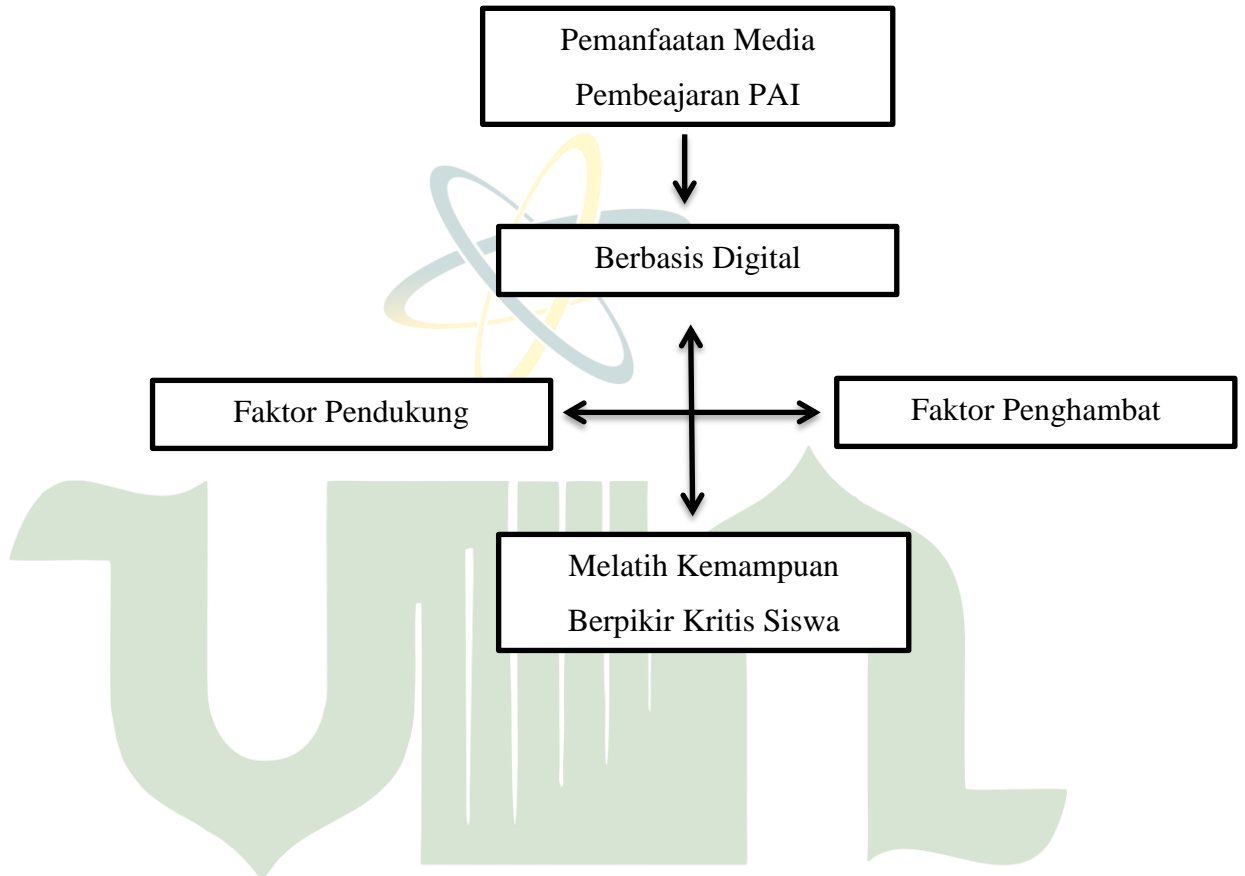 Pemanfaatan Media
Pembeajaran PAI
Berbasis Digital
Faktor Pendukung
Faktor Penghambat
Melatih Kemampuan
Berpikir Kritis Siswa